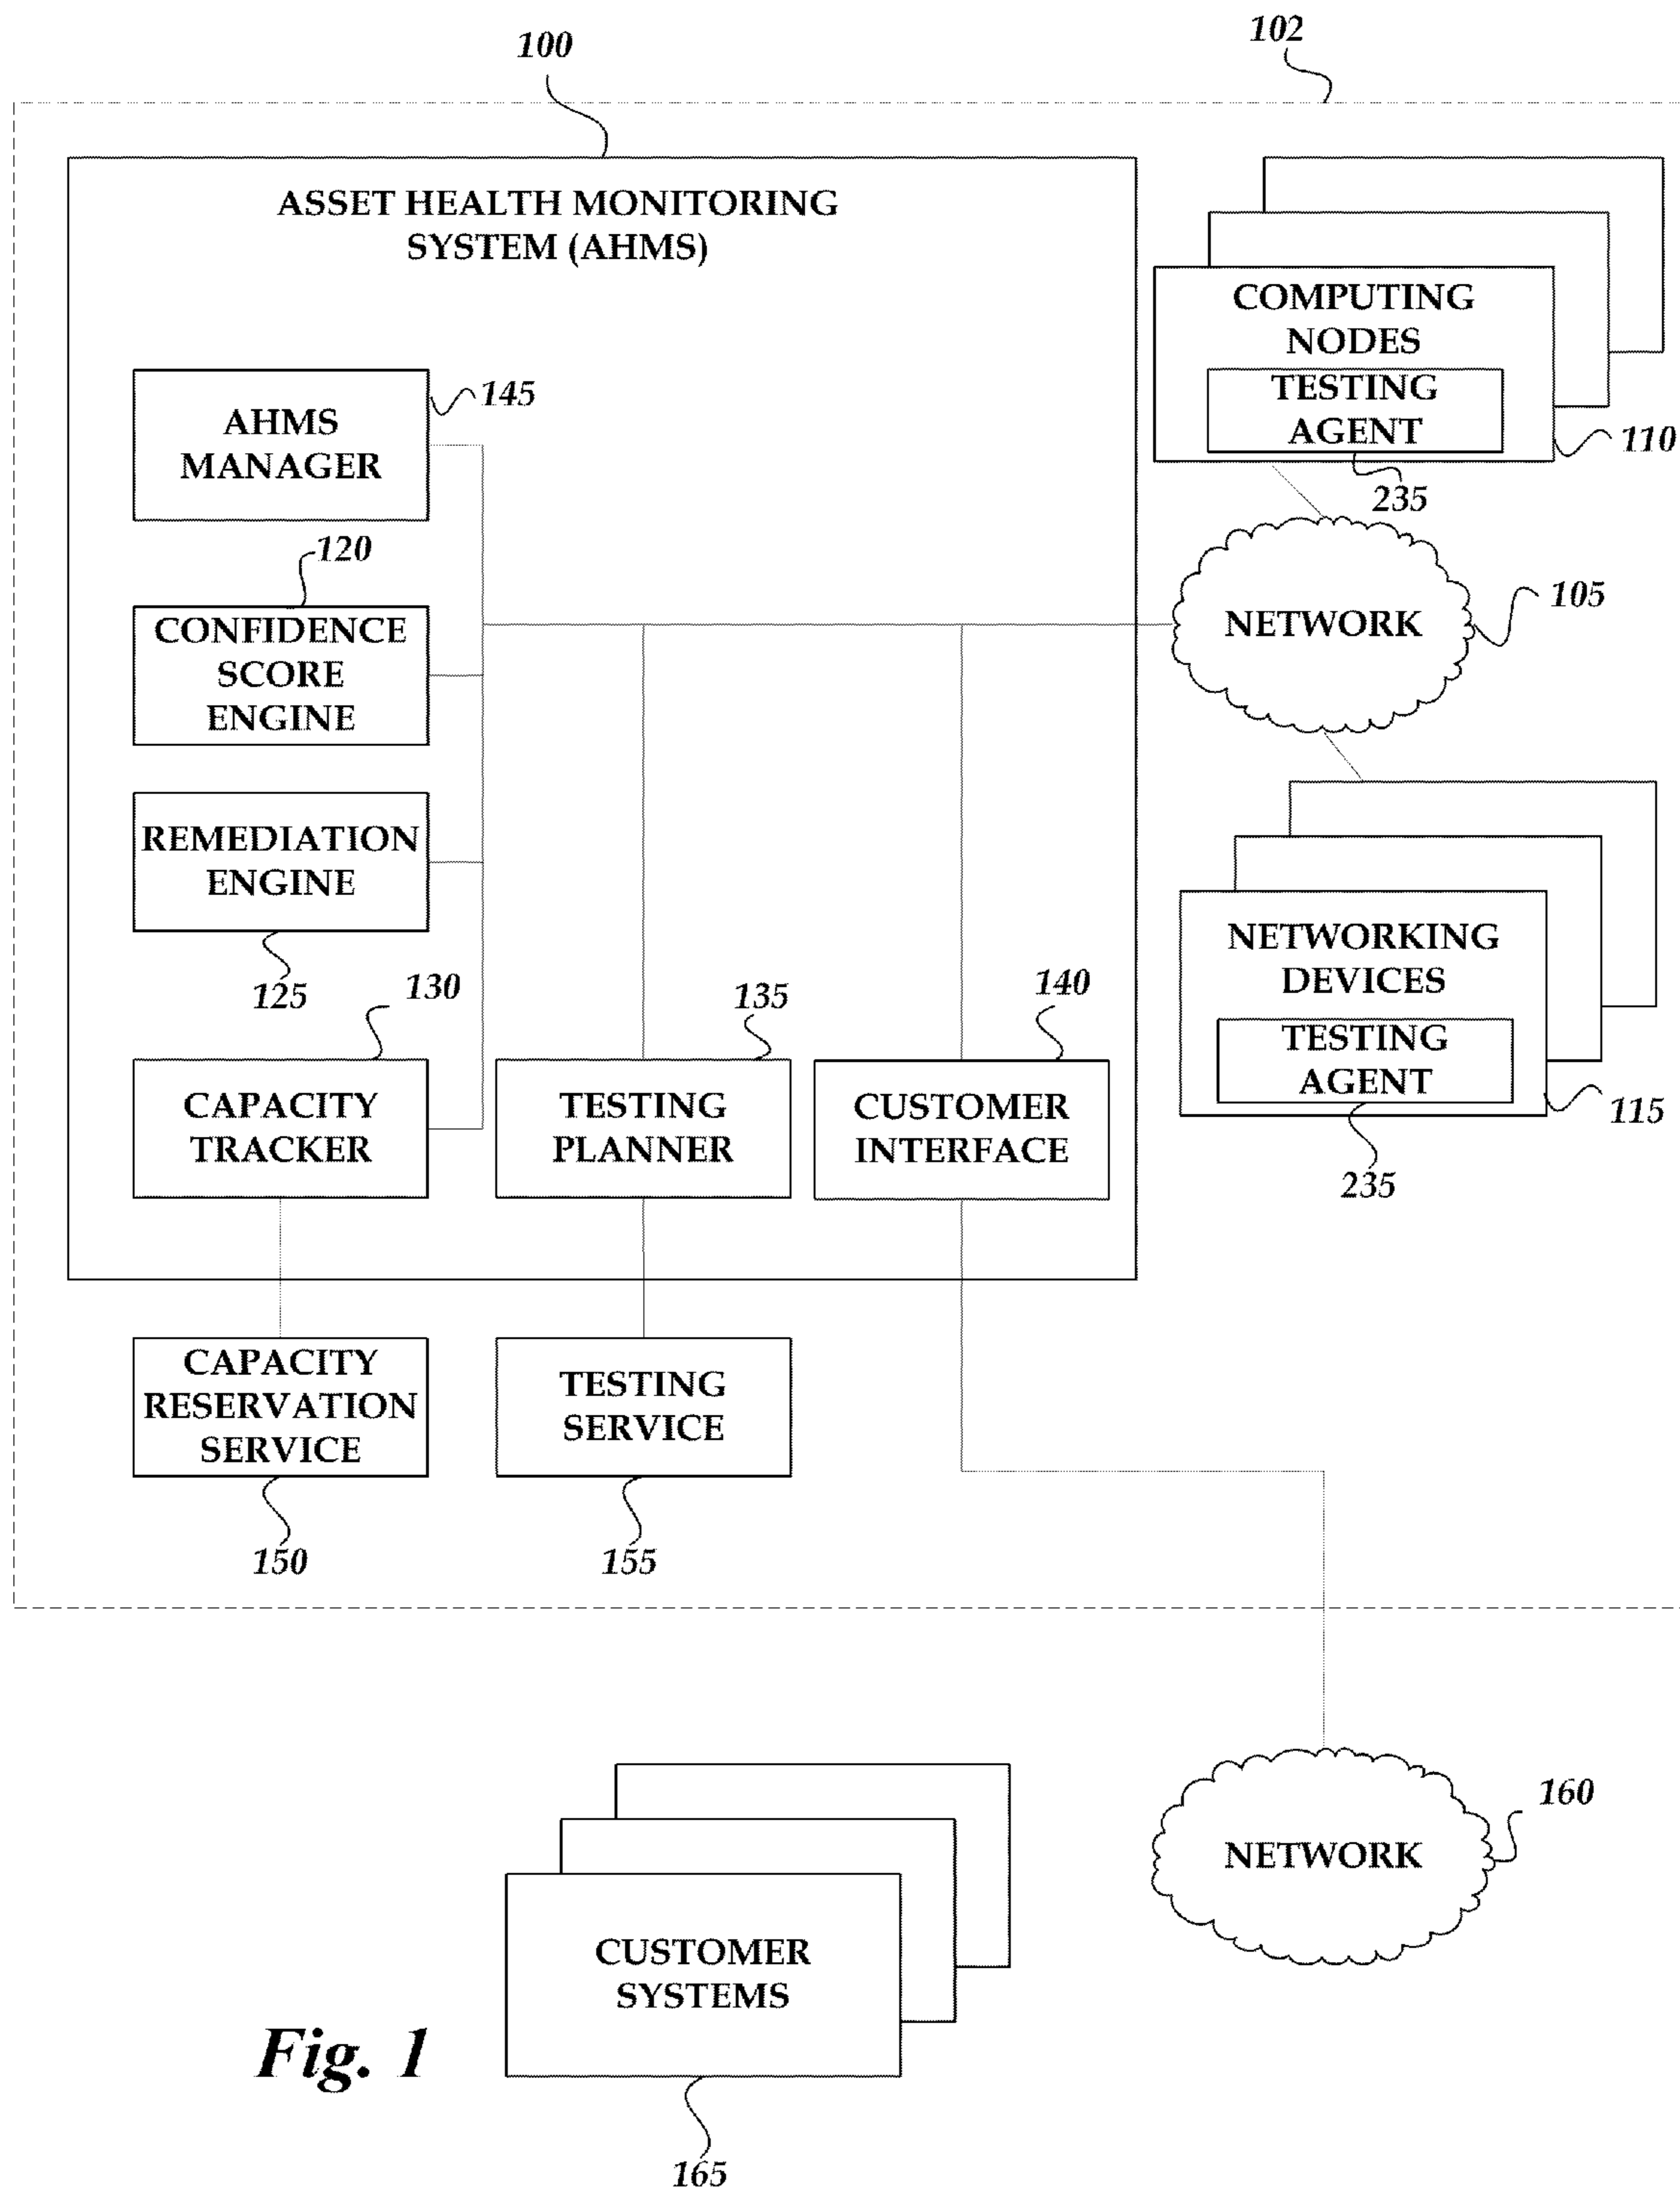 100
102
ASSET HEALTH MONITORING
SYSTEM (AHMS)
COMPUTING
NODES
TESTING
AGENT
110
235
AHMS
MANAGER
145
120
CONFIDENCE
SCORE
ENGINE
NETWORK
105
REMEDIATION
ENGINE
125
NETWORKING
DEVICES
TESTING
AGENT
115
235
130
CAPACITY
TRACKER
135
TESTING
PLANNER
140
CUSTOMER
INTERFACE
CAPACITY
RESERVATION
SERVICE
150
TESTING
SERVICE
155
NETWORK
160
CUSTOMER
SYSTEMS
165
Fig. 1